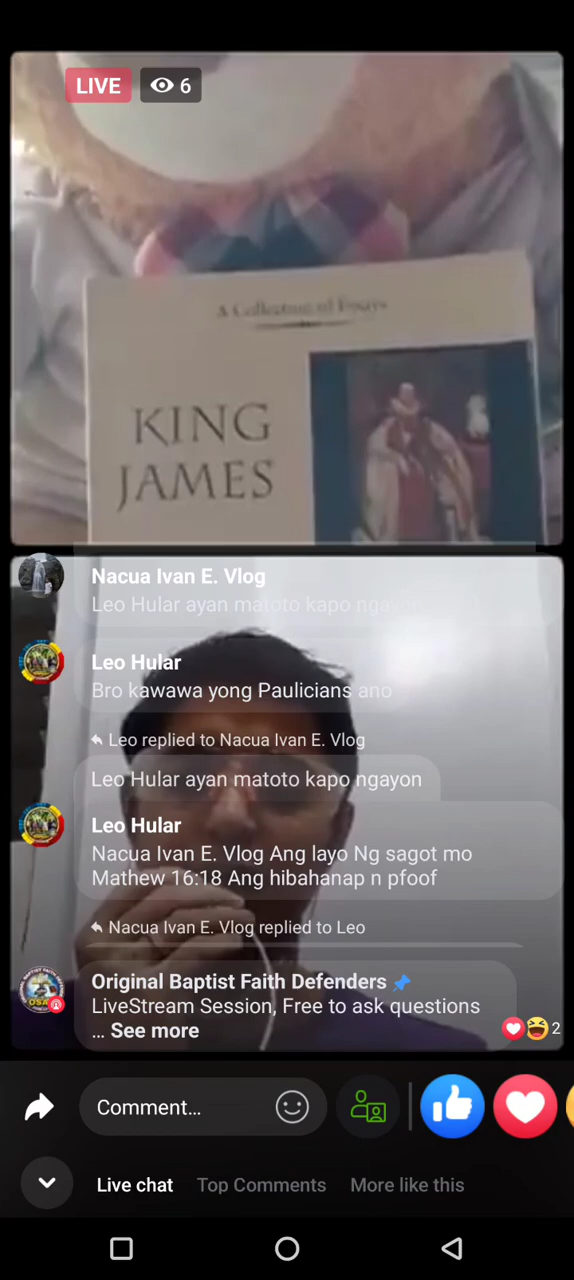 LIVE
6
A Collection of Essays
KING
JAMES
Nacua Ivan E. Vlog
Leo Hular ayan matoto kapo ngayon
Leo Hular
Bro kawawa yong Paulicians ano
Leo replied to Nacua Ivan E. Vlog
Leo Hular ayan matoto kapo ngayon
Leo Hular
Nacua Ivan E. Vlog Ang layo Ng sagot mo
Mathew 16:18 Ang hibahanap n pfoof
Nacua Ivan E. Vlog replied to Leo
Original Baptist Faith Defenders
LiveStream Session, Free to ask questions
... See more
2
Comment...
Live chat
Top Comments
More like this